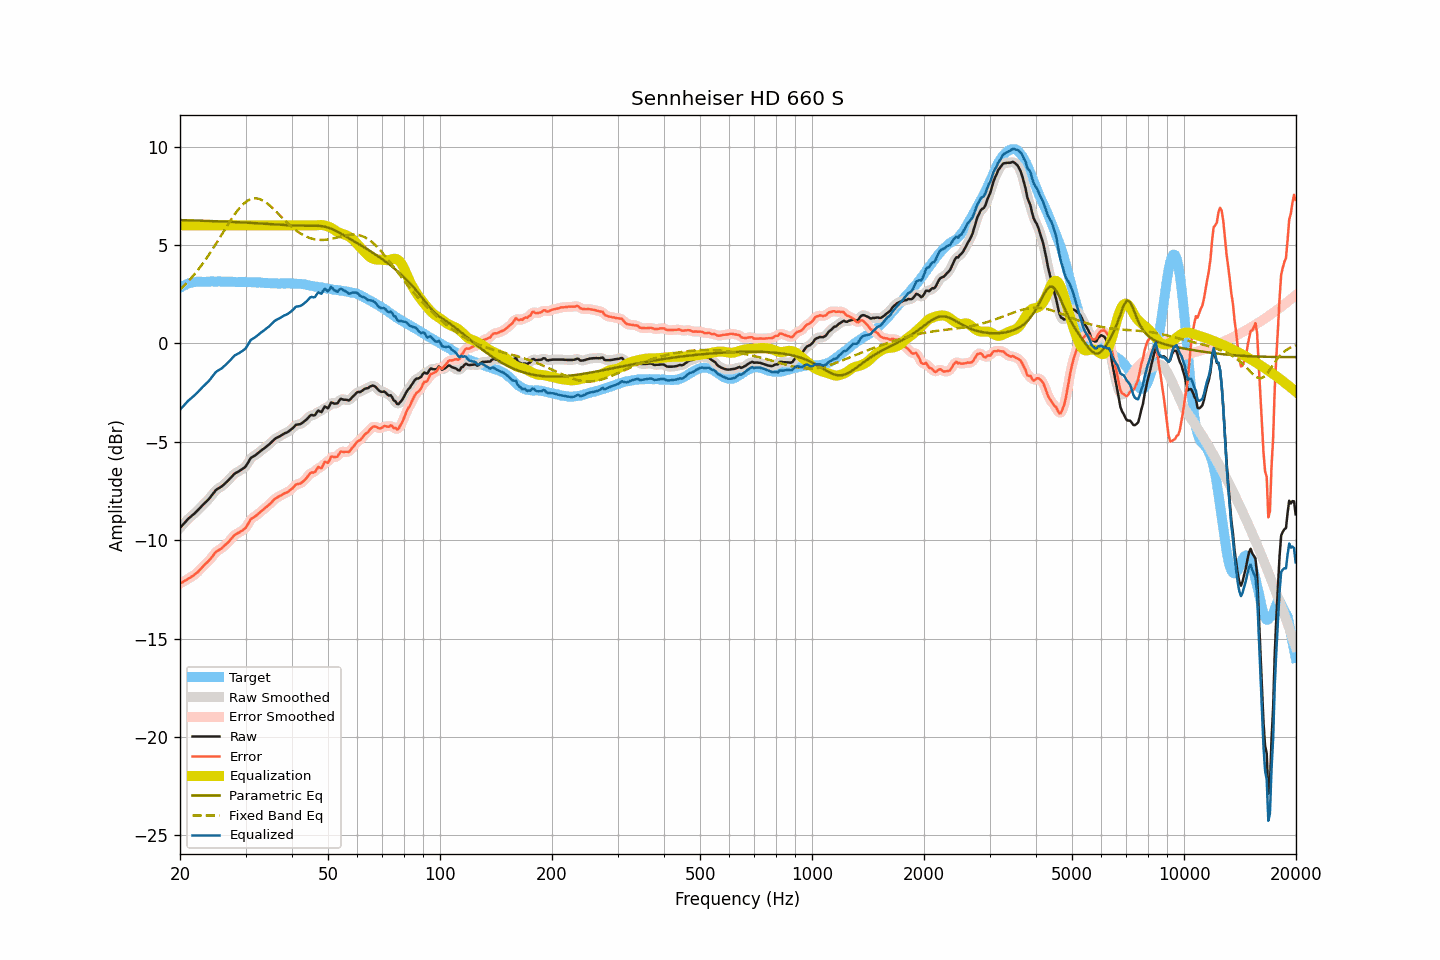 Sennheiser HD 660 S
10
5
0
−5
−10
−15
−20
−25
Amplitude (dBr)
Target
Raw Smoothed
Error Smoothed
Raw
Error
Equalization
Parametric Eq
Fixed Band Eq
Equalized
20 50 100 200 500 1000 2000 5000 10000 20000
Frequency (Hz)